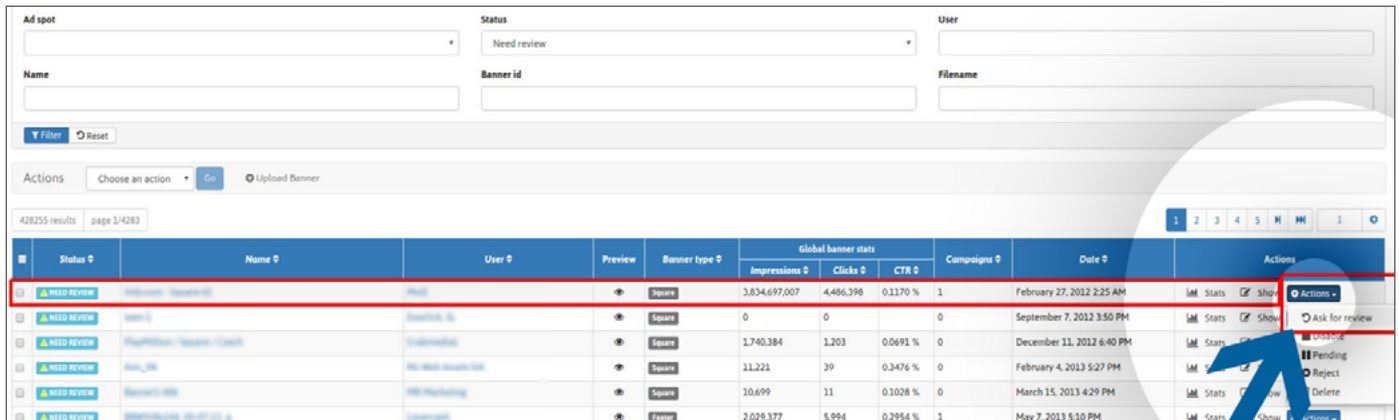 Ad spot Status User
Need review
Name Banner id Filename
Filter Reset
Actions Choose an action Go Upload Banner
428255 results page 1/4283 1 2 3 4 5 1
Global banner stats
Status Name User Preview Banner type Campaigns Date Actions
Impressions Clicks CTR
NEED REVIEW Square 3,834,697,007 4,486,398 0.1170 % 1 February 27, 2012 2:25 AM Stats Show Actions
NEED REVIEW Square 0 0 0 September 7, 2012 3:50 PM Stats Show Ask for review
Disable
NEED REVIEW Square 1,740,384 1,203 0.0691 % 0 December 11, 2012 6:40 PM Stats Show
Pending
NEED REVIEW Square 11,221 39 0.3476 % 0 February 4, 2013 5:27 PM Reject
NEED REVIEW Square 10,699 11 0.1028 % 0 March 15, 2013 4:29 PM Stats Delete
NEED REVIEW Footer 2,029,377 5,994 0.2954 % 1 May 7, 2013 5:10 PM Stats Actions